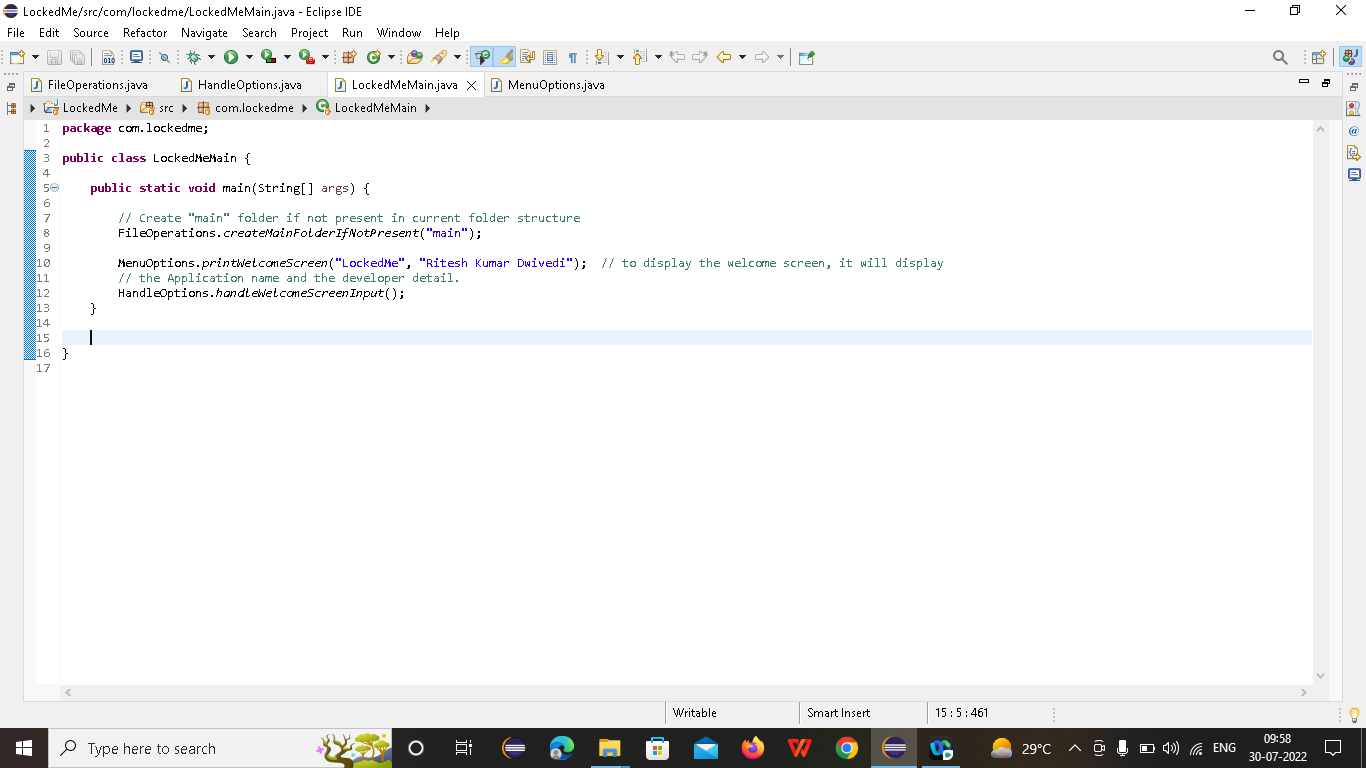 LockedMe/src/com/lockedme/LockedMeMain.java - Eclipse IDE
File Edit Source Refactor Navigate Search Project Run Window Help
FileOperations.java HandleOptions.java LockedMeMain.java MenuOptions.java
LockedMe src com.lockedme LockedMeMain
1 package com.lockedme;
2
3 public class LockedMeMain {
4
5 public static void main(String[] args) {
6
7 // Create "main" folder if not present in current folder structure
8 FileOperations.createMainFolderIfNotPresent("main");
9
10 MenuOptions.printWelcomeScreen("LockedMe", "Ritesh Kumar Dwivedi"); // to display the welcome screen, it will display
11 // the Application name and the developer detail.
12 HandleOptions.handleWelcomeScreenInput();
13 }
14
15
16 }
17
Writable Smart Insert 15 : 5 : 461
Type here to search 29°C ENG 09:58
30-07-2022